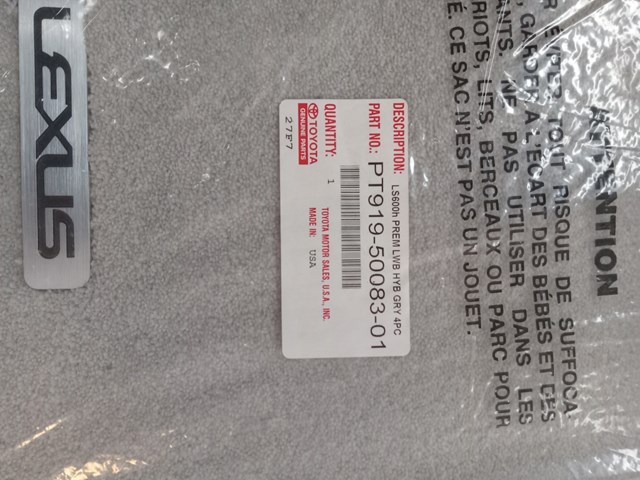 LEXUS
DESCRIPTION: LS600h PREM LWB HYB GRY 4PC
PART NO.: PT919-50083-01
QUANTITY: 1
TOYOTA MOTOR SALES, U.S.A., INC.
MADE IN: USA
TOYOTA
GENUINE PARTS
27F7
TOUT RISQUE DE SUFFOCA-
À L'ÉCART DES BÉBÉS ET DES
NE PAS UTILISER DANS LES
LITS, BERCEAUX OU PARC POUR
CE SAC N'EST PAS UN JOUET.